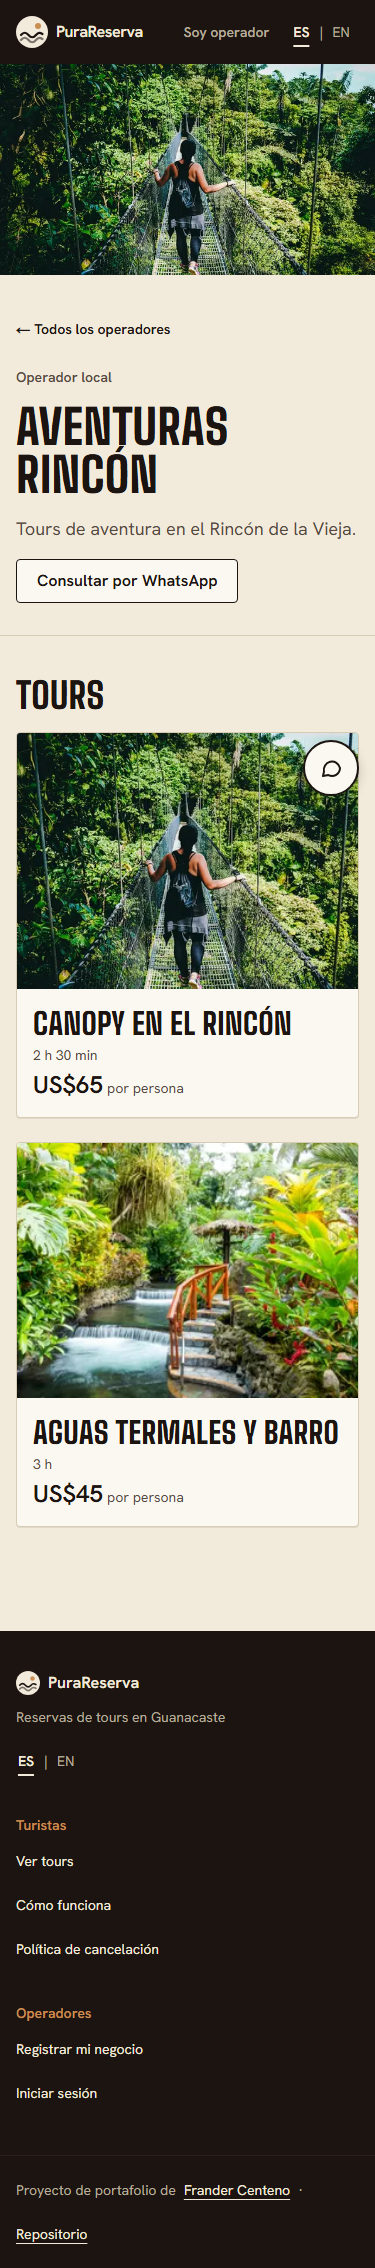 PuraReserva Soy operador ES | EN
← Todos los operadores
Operador local
AVENTURAS
RINCÓN
Tours de aventura en el Rincón de la Vieja.
Consultar por WhatsApp
TOURS
CANOPY EN EL RINCÓN
2 h 30 min
US$65 por persona
AGUAS TERMALES Y BARRO
3 h
US$45 por persona
PuraReserva
Reservas de tours en Guanacaste
ES | EN
Turistas
Ver tours
Cómo funciona
Política de cancelación
Operadores
Registrar mi negocio
Iniciar sesión
Proyecto de portafolio de Frander Centeno ·
Repositorio